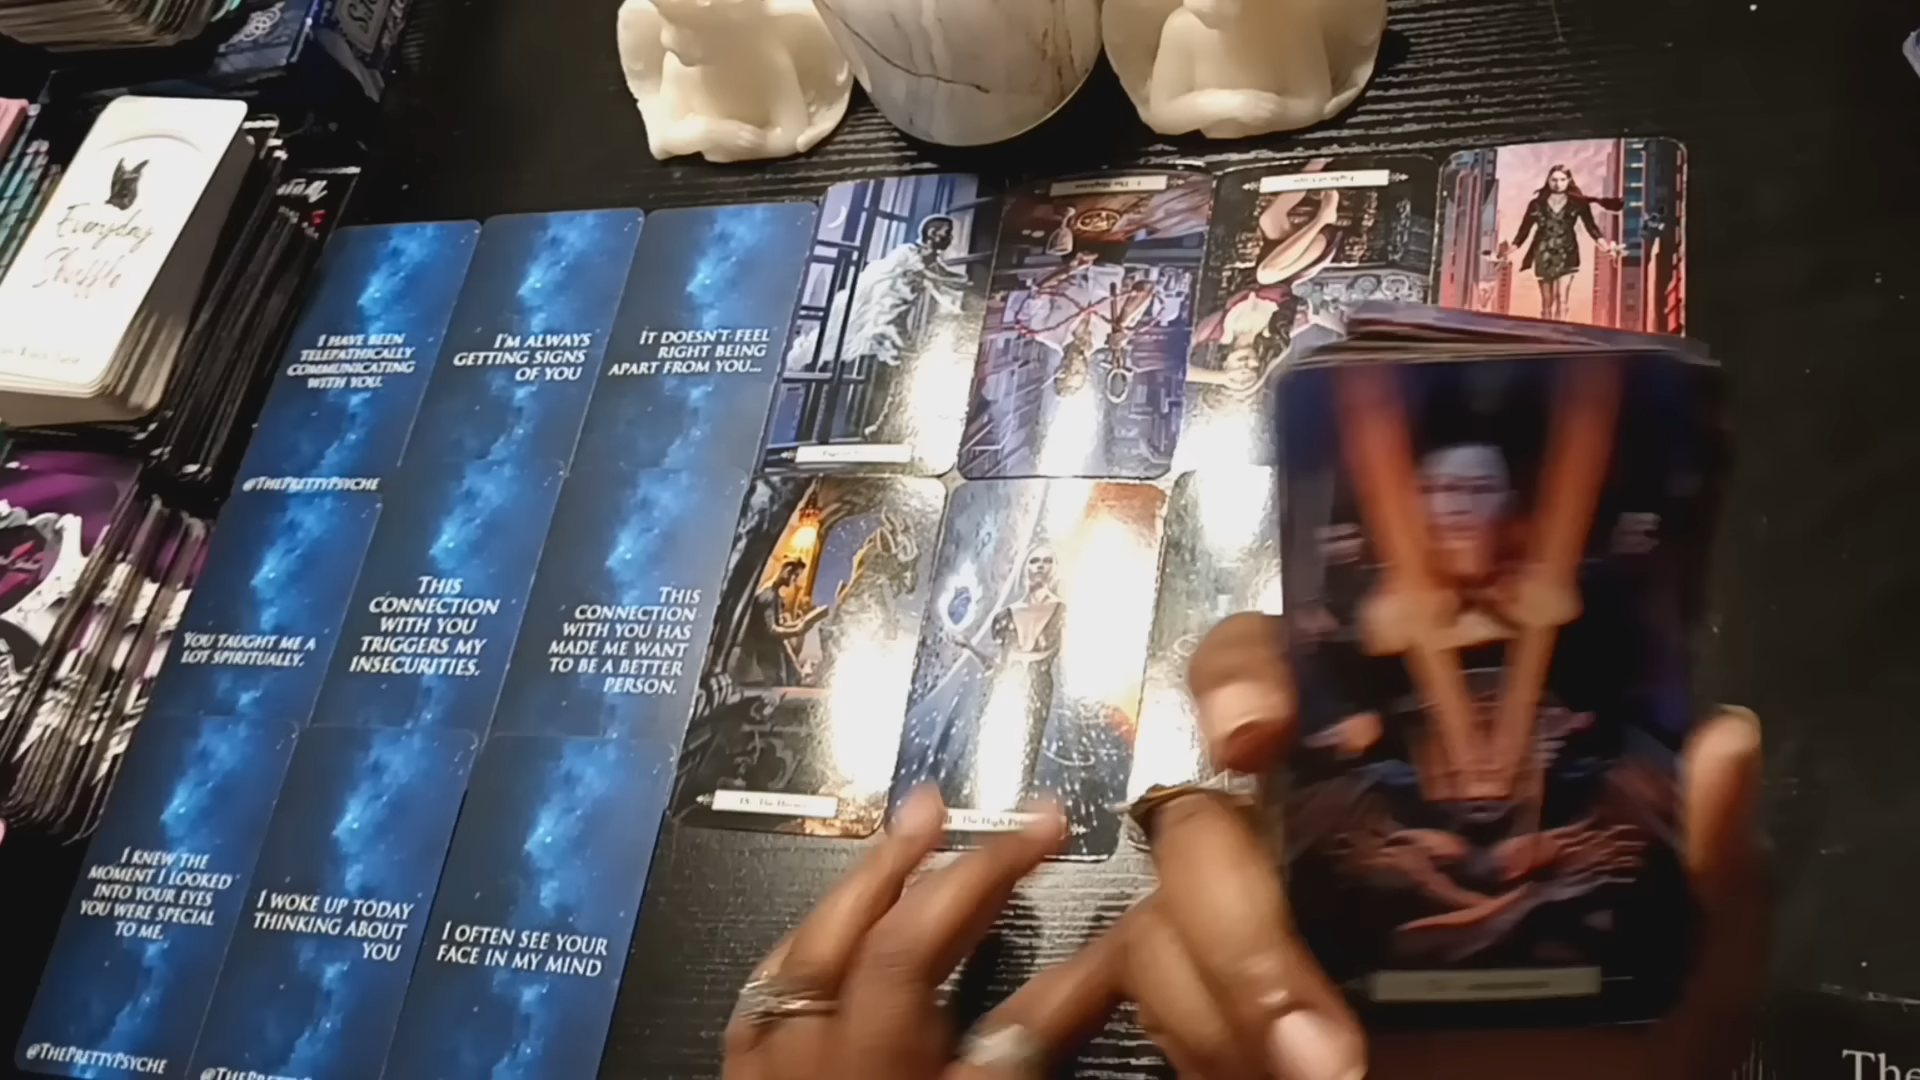 Everyday
Shuffle
I HAVE BEEN
TELEPATHICALLY
COMMUNICATING
WITH YOU.
@THEPRETTYPSYCHE
I'M ALWAYS
GETTING SIGNS
OF YOU
IT DOESN'T FEEL
RIGHT BEING
APART FROM YOU...
YOU TAUGHT ME A
LOT SPIRITUALLY.
THIS
CONNECTION
WITH YOU
TRIGGERS MY
INSECURITIES.
THIS
CONNECTION
WITH YOU HAS
MADE ME WANT
TO BE A BETTER
PERSON.
I KNEW THE
MOMENT I LOOKED
INTO YOUR EYES
YOU WERE SPECIAL
TO ME.
@THEPRETTYPSYCHE
I WOKE UP TODAY
THINKING ABOUT
YOU
I OFTEN SEE YOUR
FACE IN MY MIND
The High
The